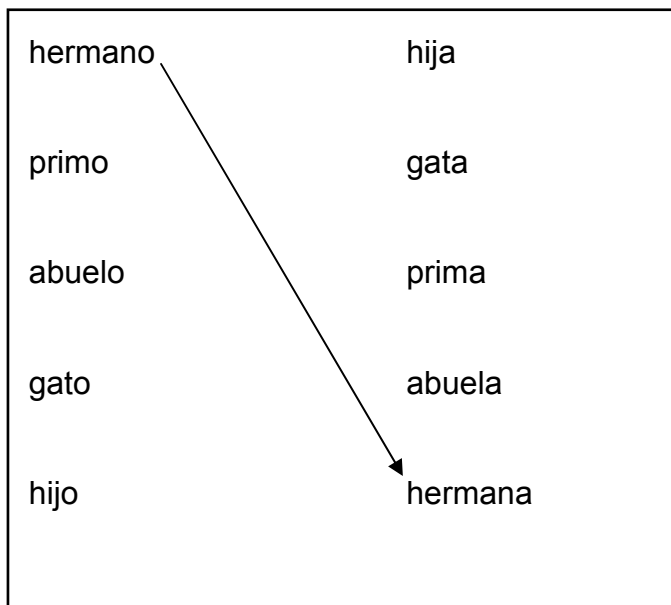 hermano hija
primo gata
abuelo prima
gato abuela
hijo hermana